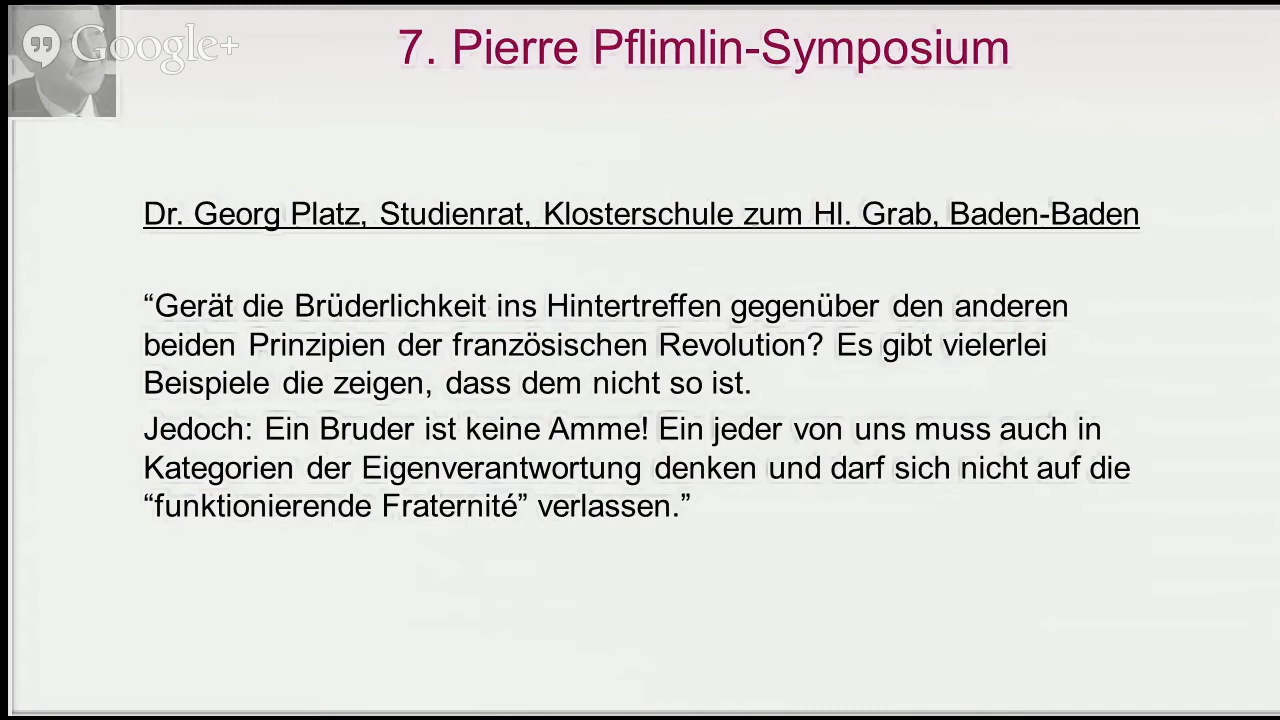 Google+
7. Pierre Pflimlin-Symposium
Dr. Georg Platz, Studienrat, Klosterschule zum Hl. Grab, Baden-Baden
“Gerät die Brüderlichkeit ins Hintertreffen gegenüber den anderen
beiden Prinzipien der französischen Revolution? Es gibt vielerlei
Beispiele die zeigen, dass dem nicht so ist.
Jedoch: Ein Bruder ist keine Amme! Ein jeder von uns muss auch in
Kategorien der Eigenverantwortung denken und darf sich nicht auf die
“funktionierende Fraternité” verlassen.”